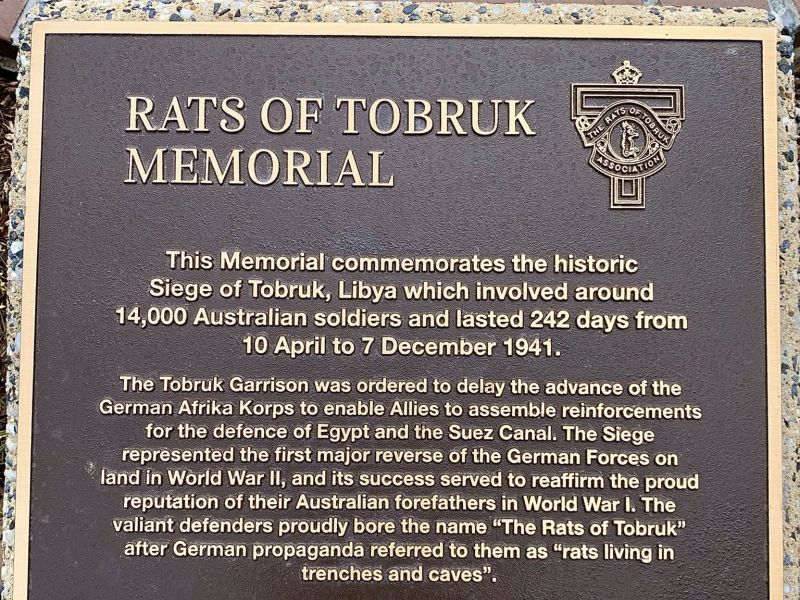 RATS OF TOBRUK
MEMORIAL
THE RATS OF TOBRUK
ASSOCIATION
This Memorial commemorates the historic
Siege of Tobruk, Libya which involved around
14,000 Australian soldiers and lasted 242 days from
10 April to 7 December 1941.
The Tobruk Garrison was ordered to delay the advance of the
German Afrika Korps to enable Allies to assemble reinforcements
for the defence of Egypt and the Suez Canal. The Siege
represented the first major reverse of the German Forces on
land in World War II, and its success served to reaffirm the proud
reputation of their Australian forefathers in World War I. The
valiant defenders proudly bore the name “The Rats of Tobruk”
after German propaganda referred to them as “rats living in
trenches and caves”.